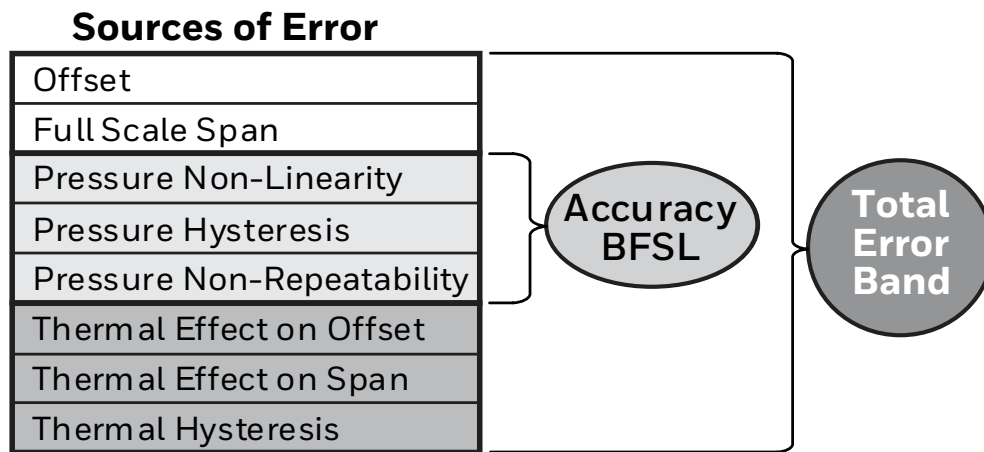 Sources of Error
Offset
Full Scale Span
Pressure Non-Linearity
Pressure Hysteresis
Pressure Non-Repeatability
Thermal Effect on Offset
Thermal Effect on Span
Thermal Hysteresis
Accuracy
BFSL
Total
Error
Band